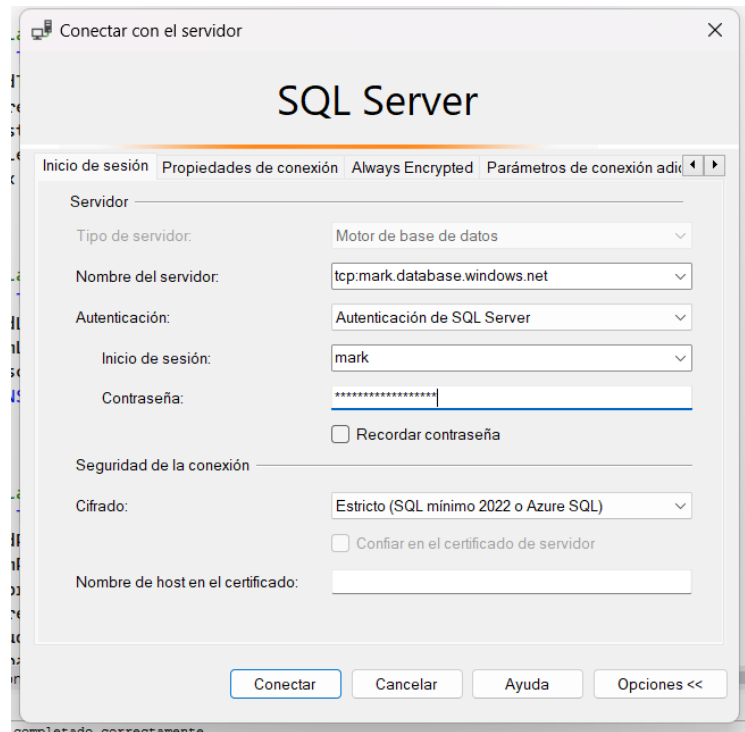 Conectar con el servidor
SQL Server
Inicio de sesión Propiedades de conexión Always Encrypted Parámetros de conexión adic
Servidor
Tipo de servidor: Motor de base de datos
Nombre del servidor: tcp:mark.database.windows.net
Autenticación: Autenticación de SQL Server
Inicio de sesión: mark
Contraseña: ******************
Recordar contraseña
Seguridad de la conexión
Cifrado: Estricto (SQL mínimo 2022 o Azure SQL)
Confiar en el certificado de servidor
Nombre de host en el certificado:
Conectar Cancelar Ayuda Opciones <<
completado correctamente